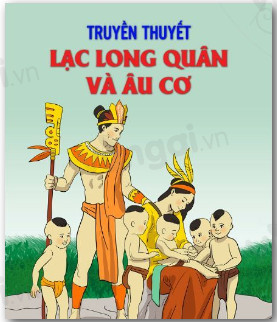 TRUYỀN THUYẾT
LẠC LONG QUÂN
VÀ ÂU CƠ